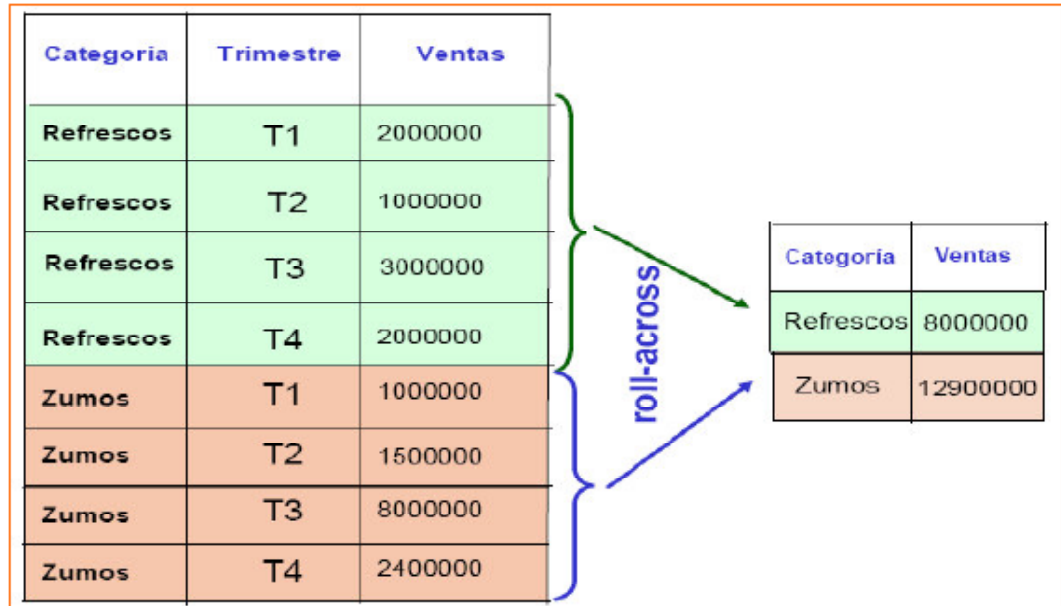 Categoria Trimestre Ventas
Refrescos T1 2000000
Refrescos T2 1000000
Refrescos T3 3000000
Refrescos T4 2000000
Zumos T1 1000000
Zumos T2 1500000
Zumos T3 8000000
Zumos T4 2400000
roll-across
Categoría Ventas
Refrescos 8000000
Zumos 12900000